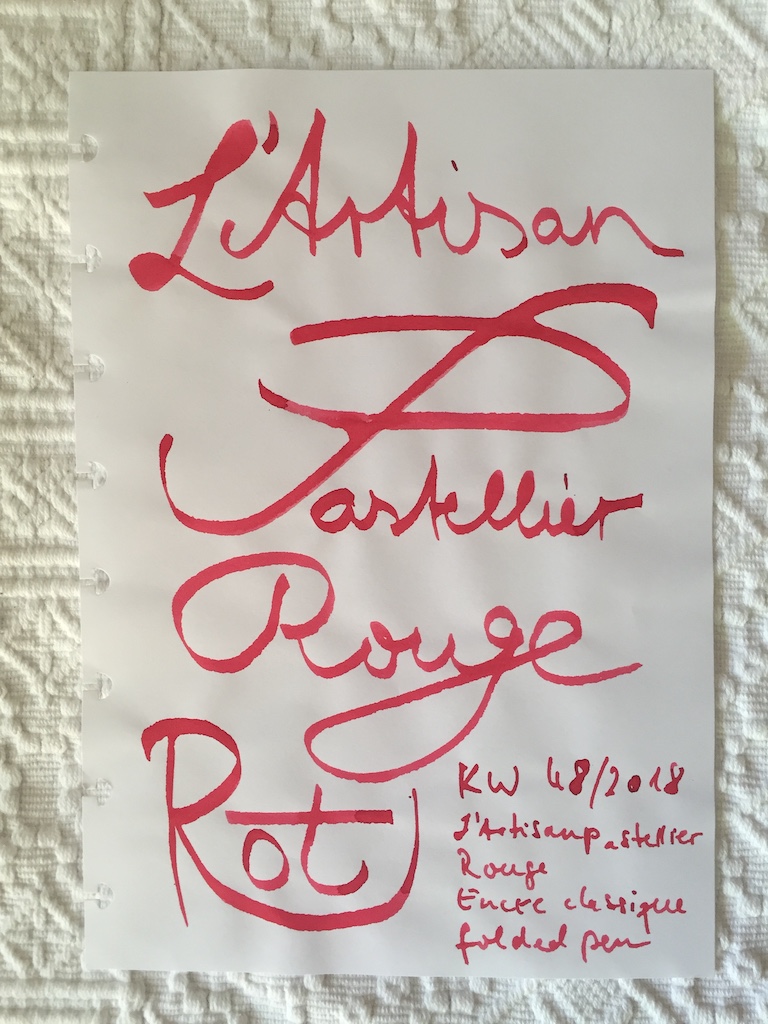 L'Artisan
Pastellier
Rouge
Rot
KW 48/2018
L'Artisanpastellier
Rouge
Encre classique
folded pen